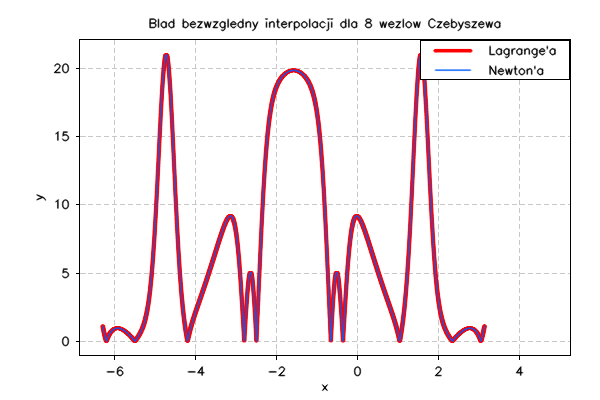 Blad bezwzgledny interpolacji dla 8 wezlow Czebyszewa
Lagrange'a
Newton'a
20
15
10
5
0
y
−6 −4 −2 0 2 4
x